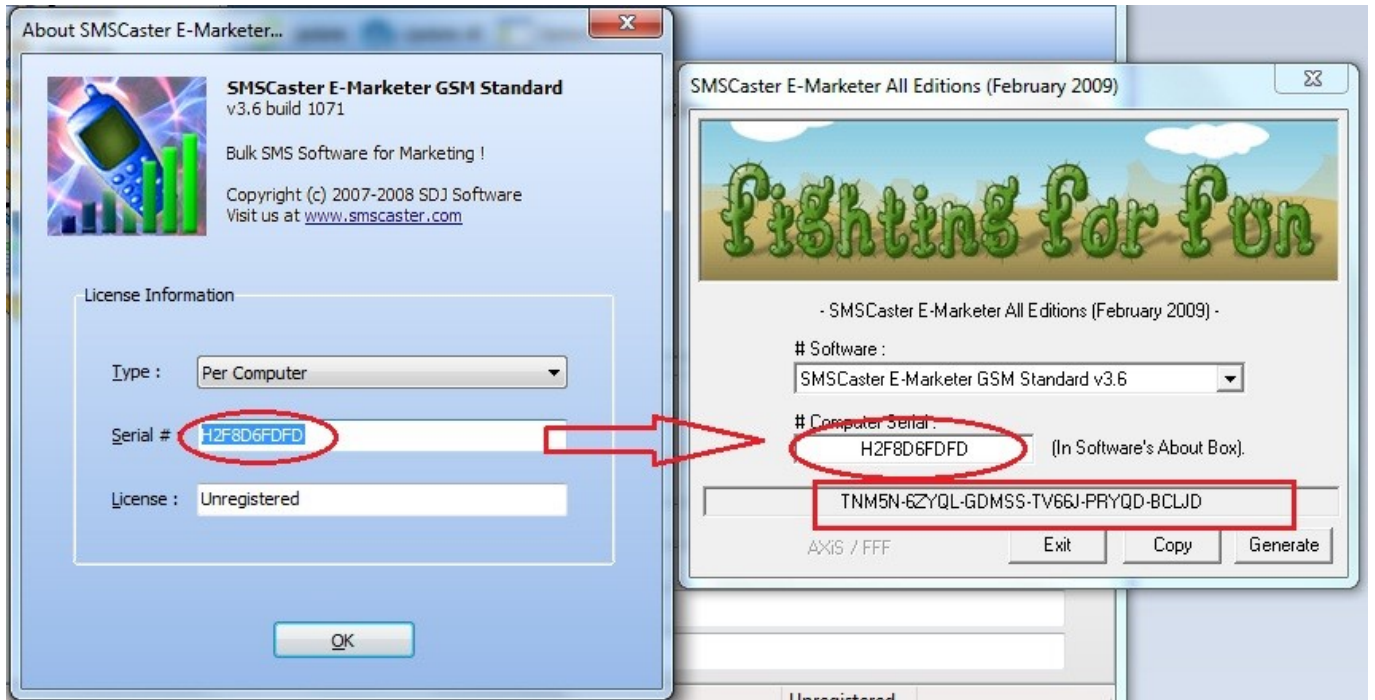 About SMSCaster E-Marketer...
SMSCaster E-Marketer GSM Standard
v3.6 build 1071
Bulk SMS Software for Marketing !
Copyright (c) 2007-2008 SDJ Software
Visit us at www.smscaster.com
License Information
Type : Per Computer
Serial # : H2F8D6FDFD
License : Unregistered
OK
SMSCaster E-Marketer All Editions (February 2009)
fighting for fun
- SMSCaster E-Marketer All Editions (February 2009) -
# Software :
SMSCaster E-Marketer GSM Standard v3.6
# Computer Serial :
H2F8D6FDFD (In Software's About Box).
TNM5N-6ZYQL-GDMSS-TV66J-PRYQD-BCLJD
AXiS / FFF Exit Copy Generate
Unregistered